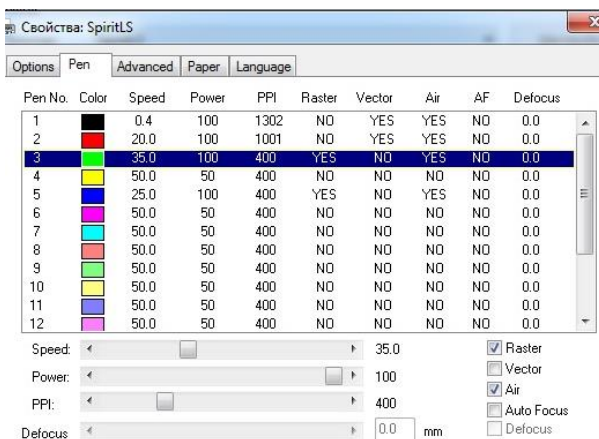 Свойства: SpiritLS
Options Pen Advanced Paper Language
Pen No. Color Speed Power PPI Raster Vector Air AF Defocus
1 0.4 100 1302 NO YES YES NO 0.0
2 20.0 100 1001 NO YES YES NO 0.0
3 35.0 100 400 YES NO YES NO 0.0
4 50.0 50 400 NO NO NO NO 0.0
5 25.0 100 400 YES NO YES NO 0.0
6 50.0 50 400 NO NO NO NO 0.0
7 50.0 50 400 NO NO NO NO 0.0
8 50.0 50 400 NO NO NO NO 0.0
9 50.0 50 400 NO NO NO NO 0.0
10 50.0 50 400 NO NO NO NO 0.0
11 50.0 50 400 NO NO NO NO 0.0
12 50.0 50 400 NO NO NO NO 0.0
Speed: 35.0 Raster
Power: 100 Vector
PPI: 400 Air
Auto Focus
Defocus 0.0 mm Defocus